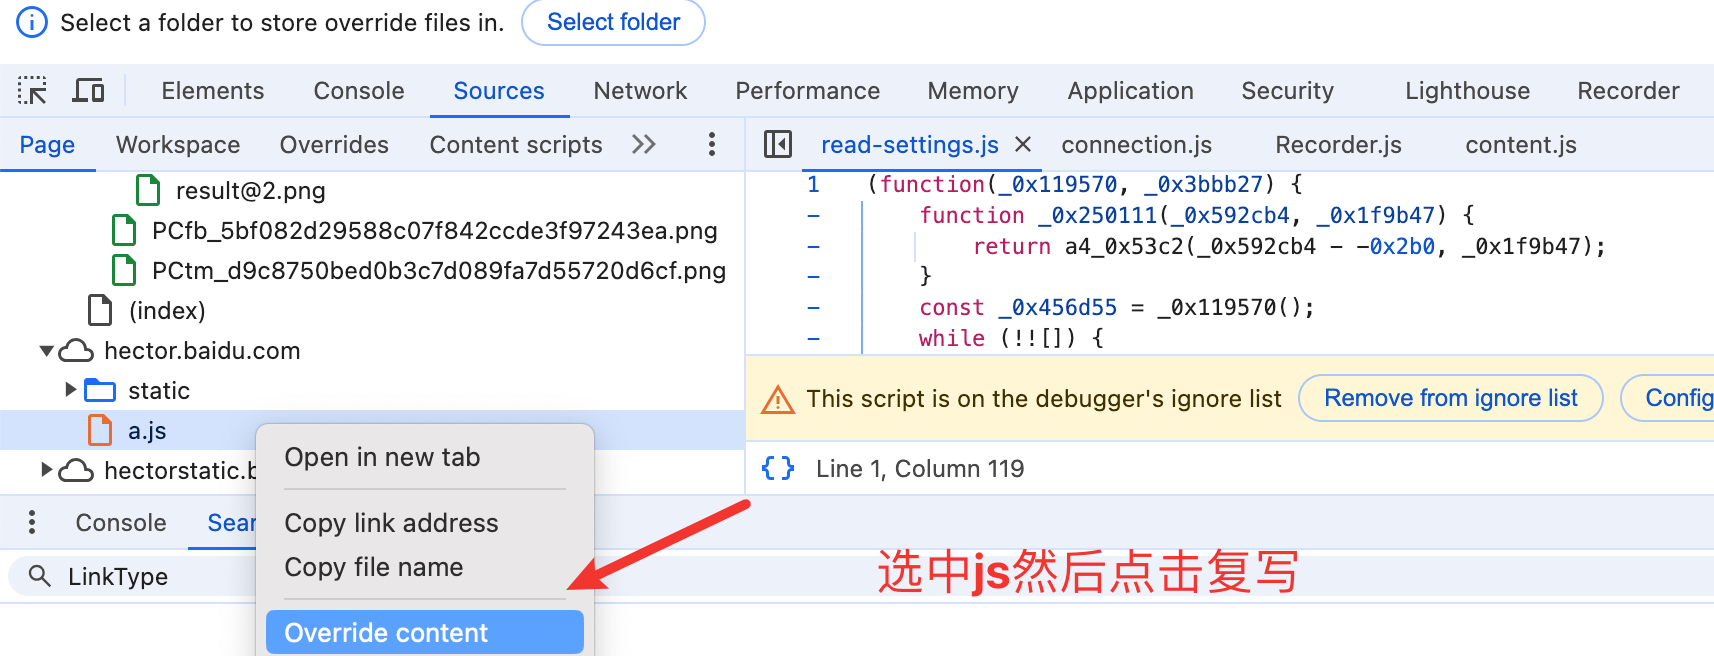 Select a folder to store override files in. Select folder
Elements Console Sources Network Performance Memory Application Security Lighthouse Recorder
Page Workspace Overrides Content scripts
result@2.png
PCfb_5bf082d29588c07f842ccde3f97243ea.png
PCtm_d9c8750bed0b3c7d089fa7d55720d6cf.png
(index)
hector.baidu.com
static
a.js
hectorstatic.b
read-settings.js connection.js Recorder.js content.js
1 (function(_0x119570, _0x3bbb27) {
- function _0x250111(_0x592cb4, _0x1f9b47) {
- return a4_0x53c2(_0x592cb4 - -0x2b0, _0x1f9b47);
- }
- const _0x456d55 = _0x119570();
- while (!![]) {
This script is on the debugger's ignore list Remove from ignore list Config
{} Line 1, Column 119
Console Sear
LinkType
Open in new tab
Copy link address
Copy file name
Override content
选中js然后点击复写